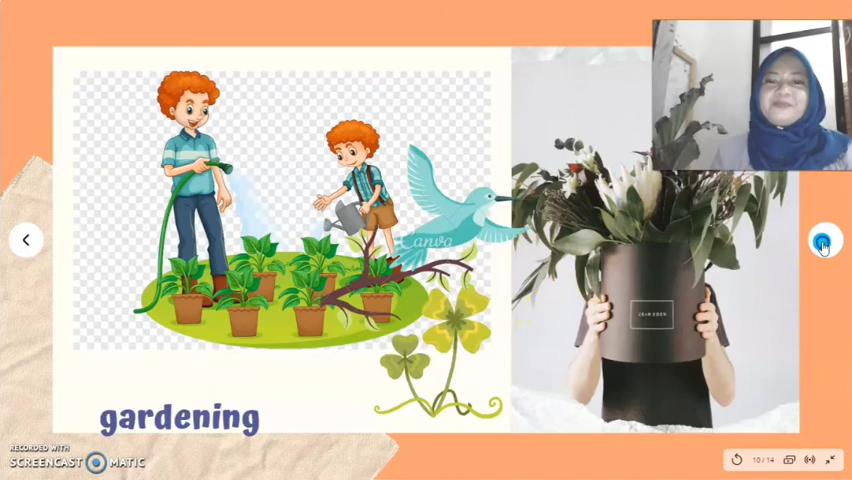 Canva
JEAN EDEN
gardening
RECORDED WITH
SCREENCAST MATIC
10 / 14